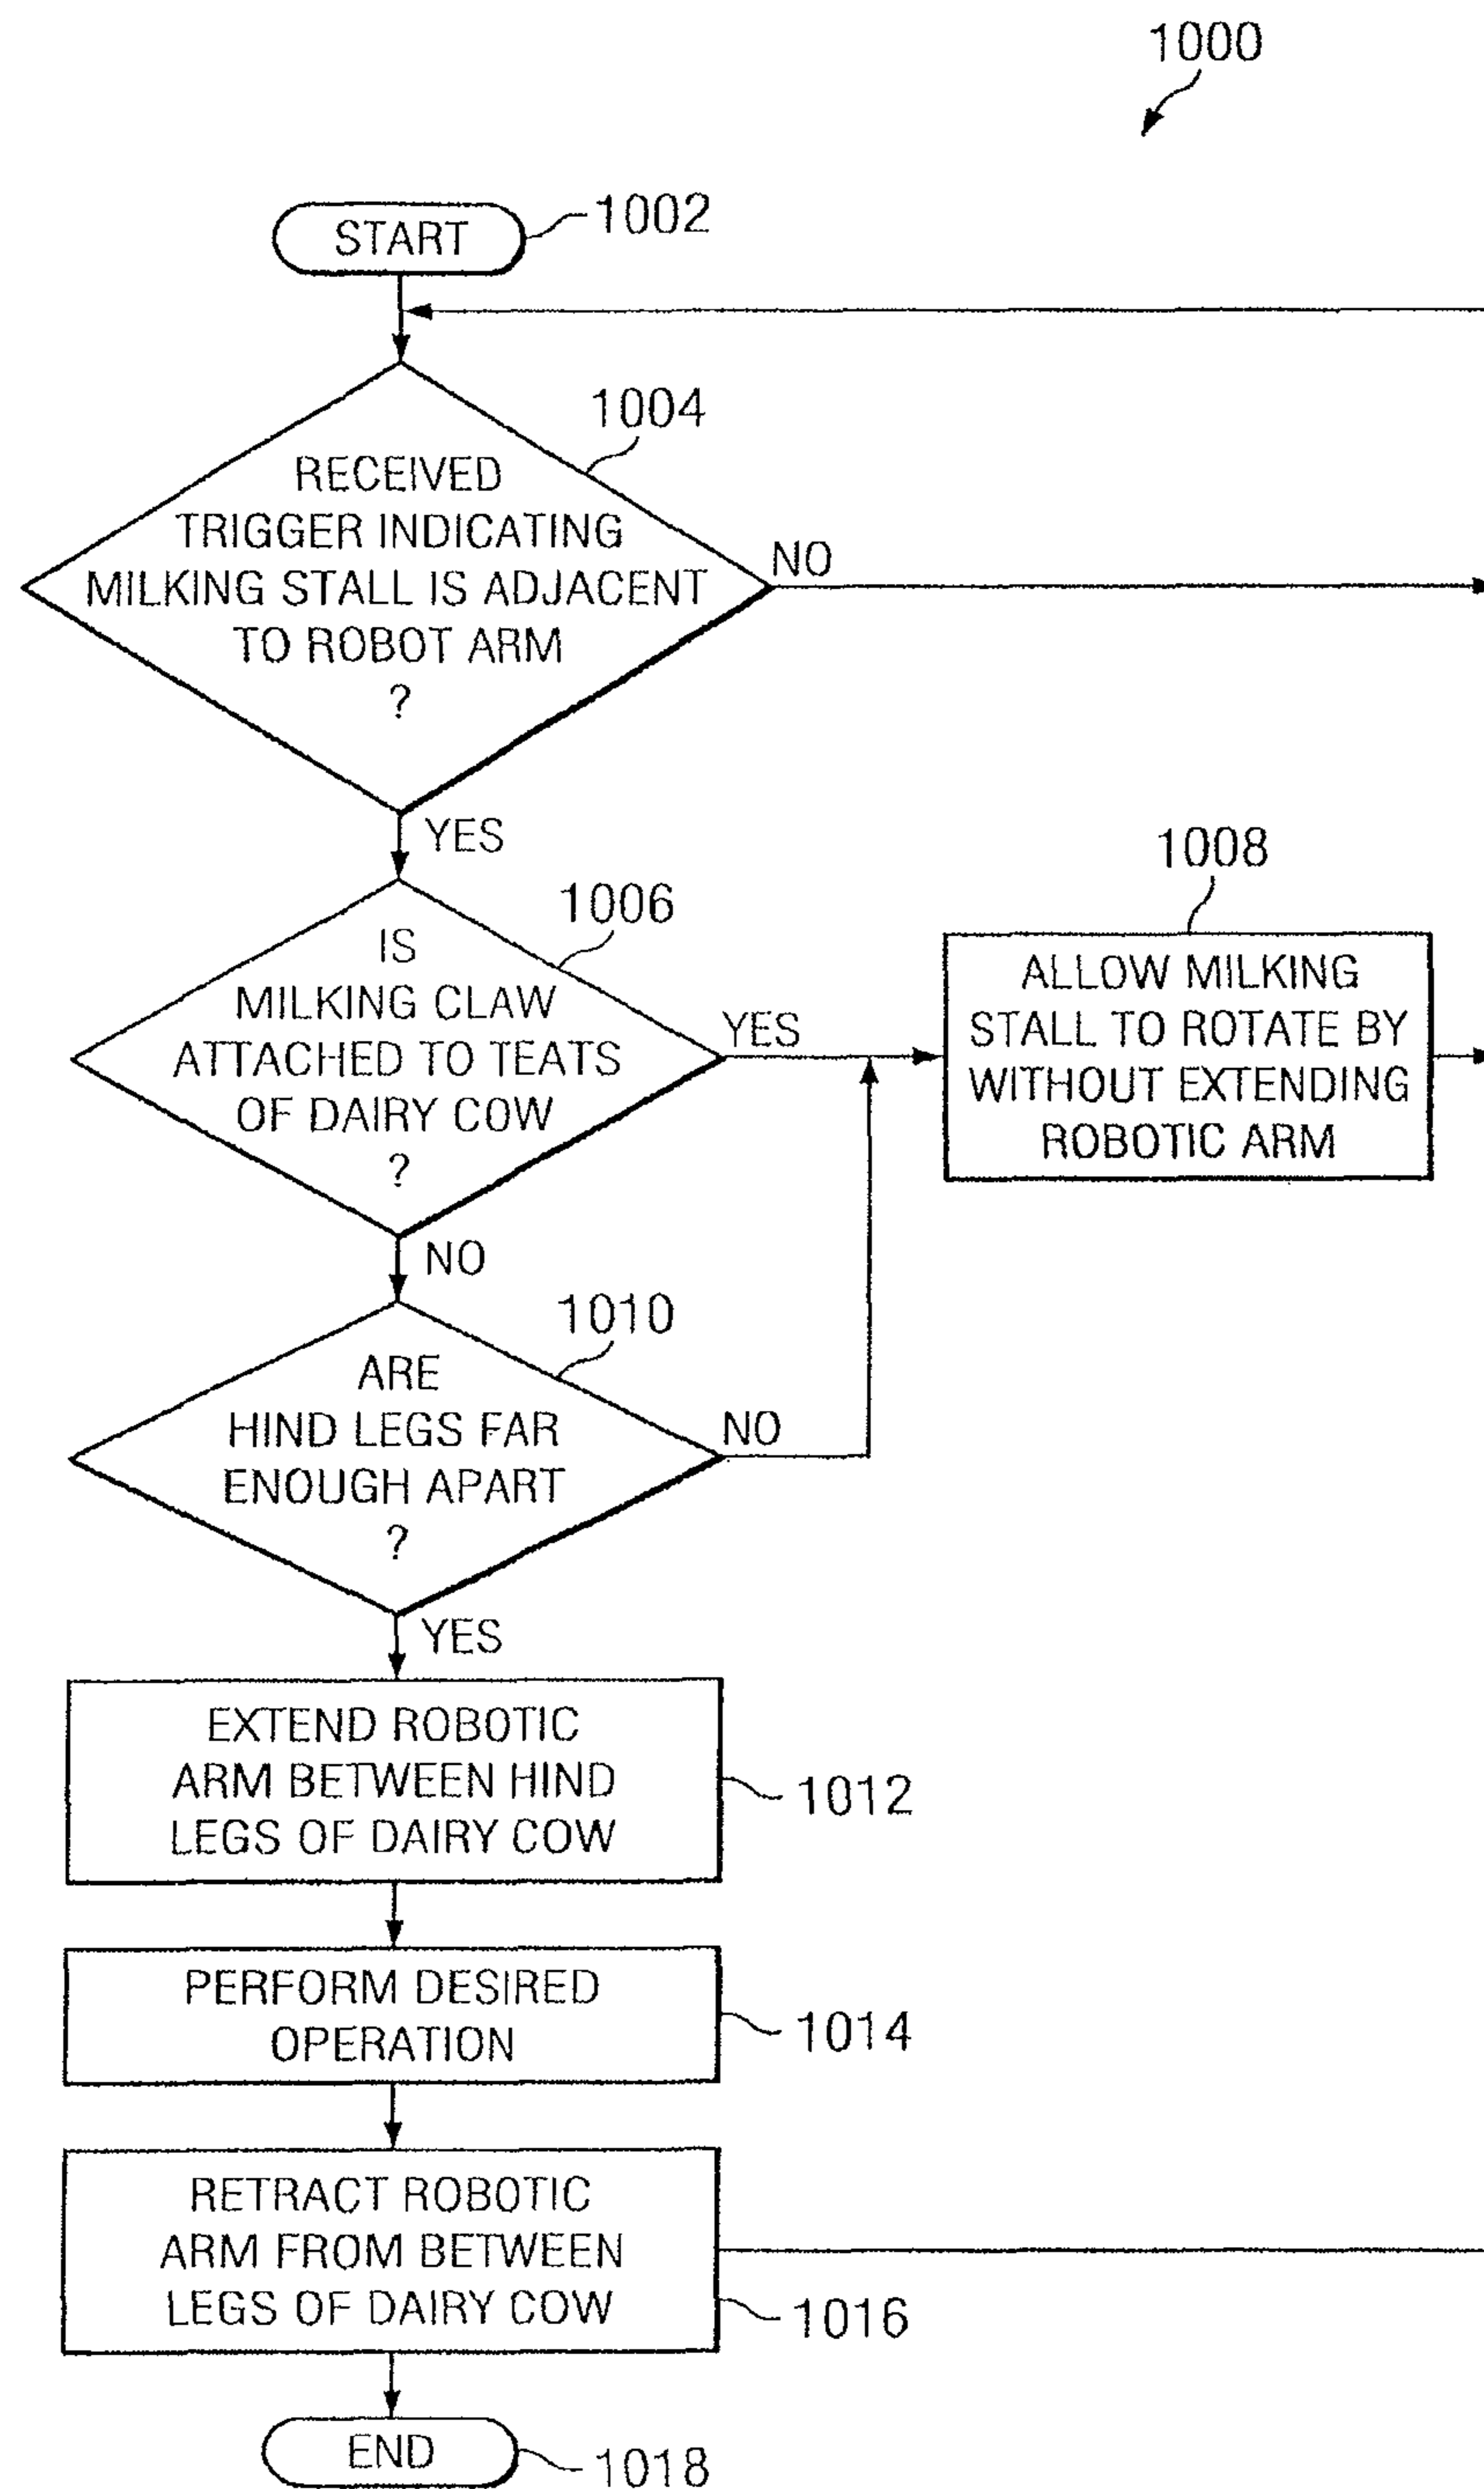 1000
START
1002
1004
RECEIVED
TRIGGER INDICATING
MILKING STALL IS ADJACENT
TO ROBOT ARM
?
NO
YES
1006
IS
MILKING CLAW
ATTACHED TO TEATS
OF DAIRY COW
?
YES
1008
ALLOW MILKING
STALL TO ROTATE BY
WITHOUT EXTENDING
ROBOTIC ARM
NO
1010
ARE
HIND LEGS FAR
ENOUGH APART
?
NO
YES
EXTEND ROBOTIC
ARM BETWEEN HIND
LEGS OF DAIRY COW
1012
PERFORM DESIRED
OPERATION
1014
RETRACT ROBOTIC
ARM FROM BETWEEN
LEGS OF DAIRY COW
1016
END
1018